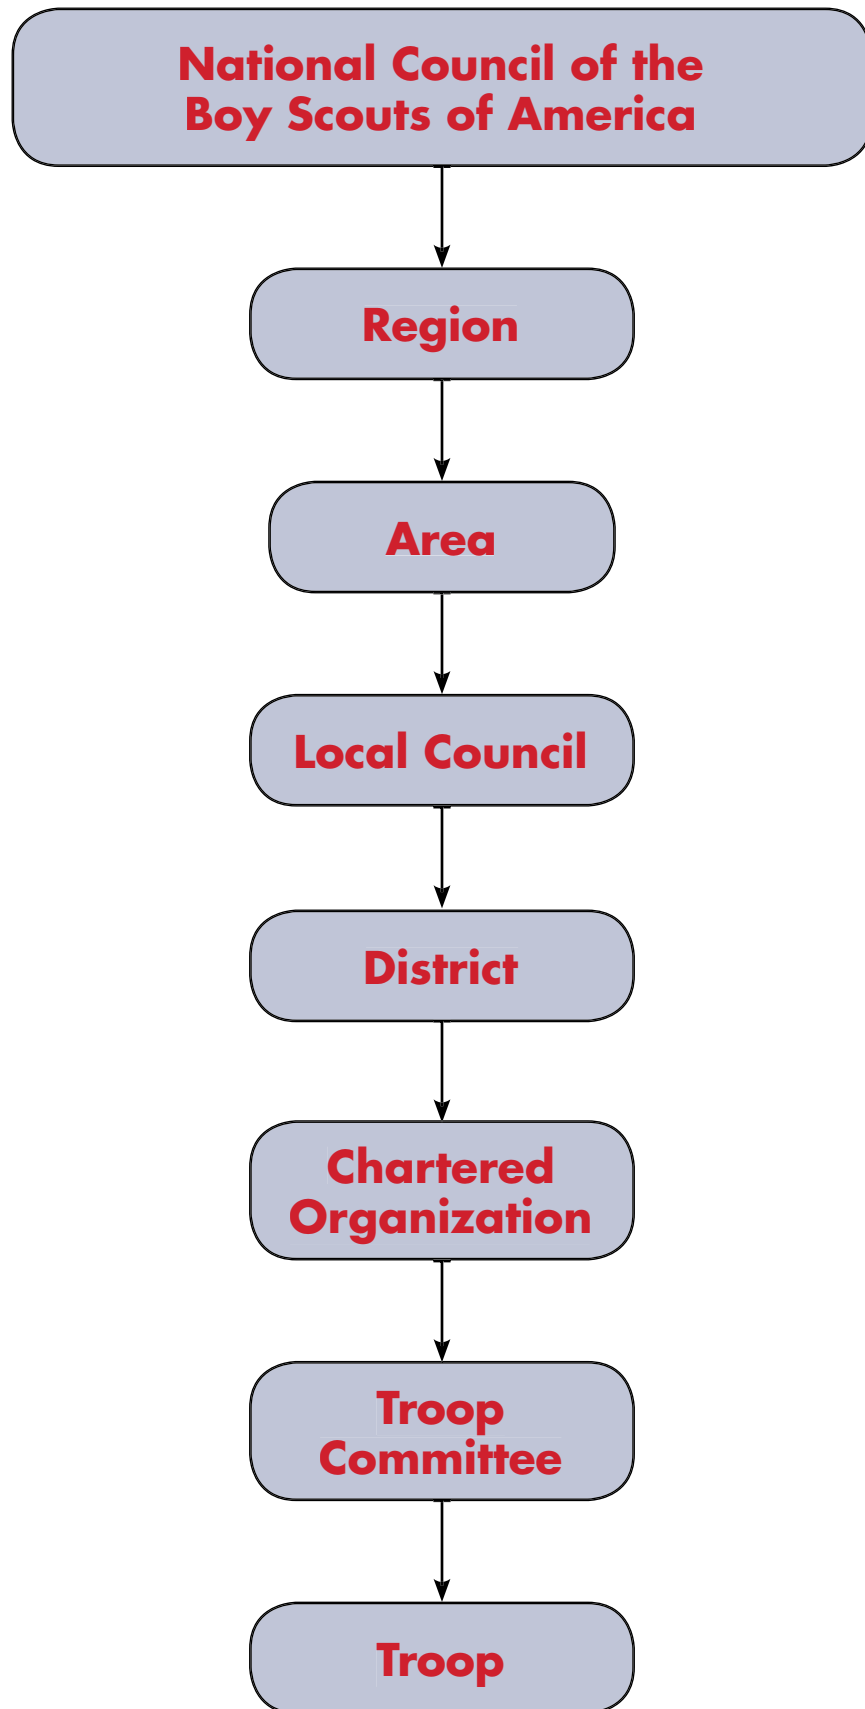 National Council of the
Boy Scouts of America
Region
Area
Local Council
District
Chartered
Organization
Troop
Committee
Troop